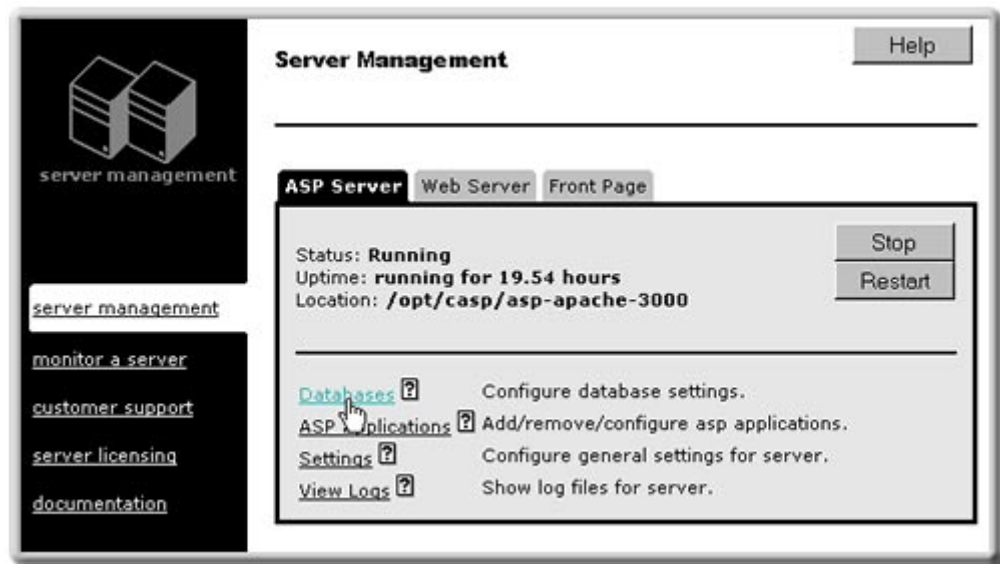 Server Management
Help
server management
ASP Server Web Server Front Page
Status: Running
Uptime: running for 19.54 hours
Location: /opt/casp/asp-apache-3000
Stop
Restart
server management
monitor a server
customer support
server licensing
documentation
Databases ? Configure database settings.
ASP Applications ? Add/remove/configure asp applications.
Settings ? Configure general settings for server.
View Logs ? Show log files for server.